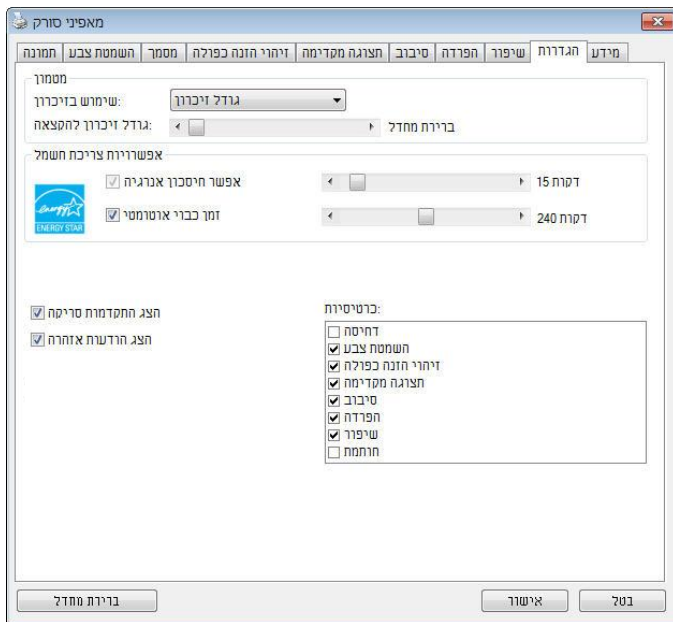 מאפיני סורק
תמונה השמטת צבע מסמך זיהוי הזנה כפולה תצוגה מקדימה סיבוב הפרדה שיפור הגדרות מידע
מטמון
שימוש בזיכרון: גודל זיכרון
גודל זיכרון להקצאה: ברירת מחדל
אפשרויות צריכת חשמל
אפשר חיסכון אנרגיה 15 דקות
energy
ENERGY STAR
זמן כבוי אוטומטי 240 דקות
הצג התקדמות סריקה
הצג הודעות אזהרה
כרטיסיות:
דחיסה
השמטת צבע
זיהוי הזנה כפולה
תצוגה מקדימה
סיבוב
הפרדה
שיפור
חותמת
ברירת מחדל אישור בטל